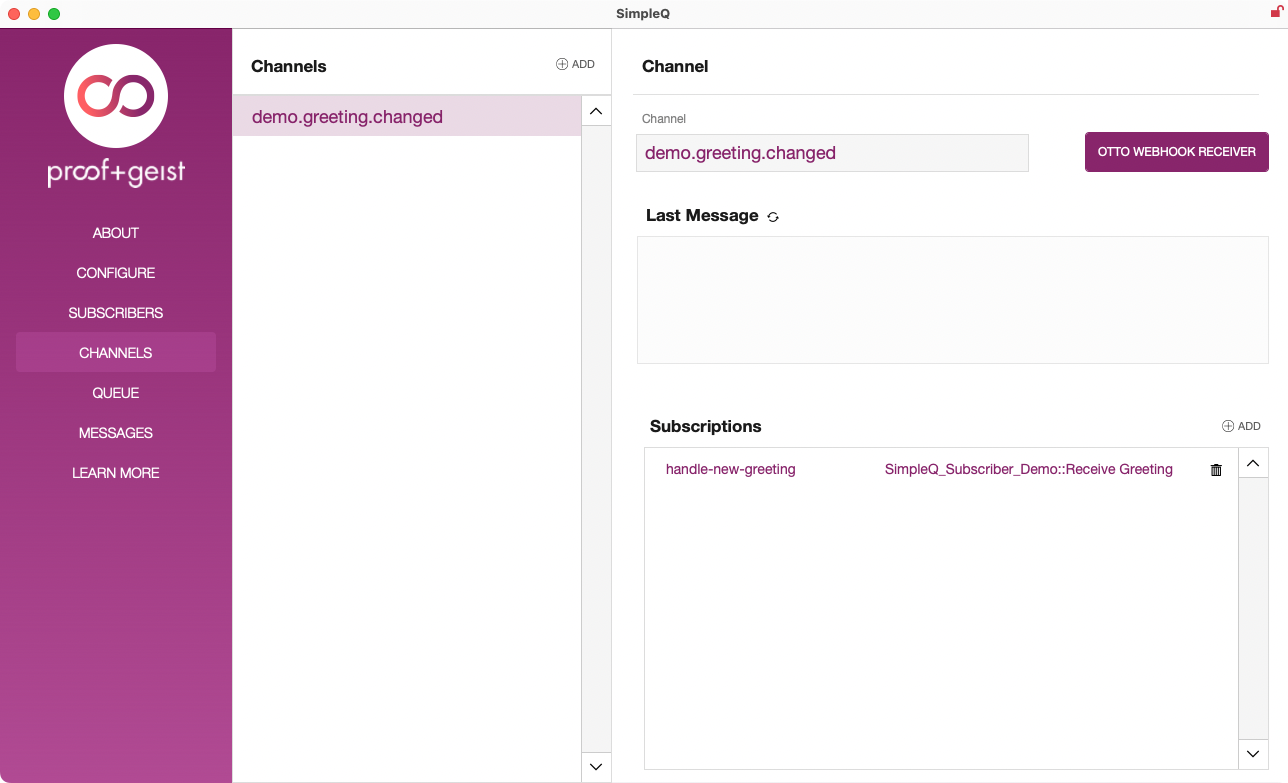 SimpleQ
proof+geist
ABOUT
CONFIGURE
SUBSCRIBERS
CHANNELS
QUEUE
MESSAGES
LEARN MORE
Channels
ADD
demo.greeting.changed
Channel
Channel
demo.greeting.changed
OTTO WEBHOOK RECEIVER
Last Message
Subscriptions
ADD
handle-new-greeting SimpleQ_Subscriber_Demo::Receive Greeting